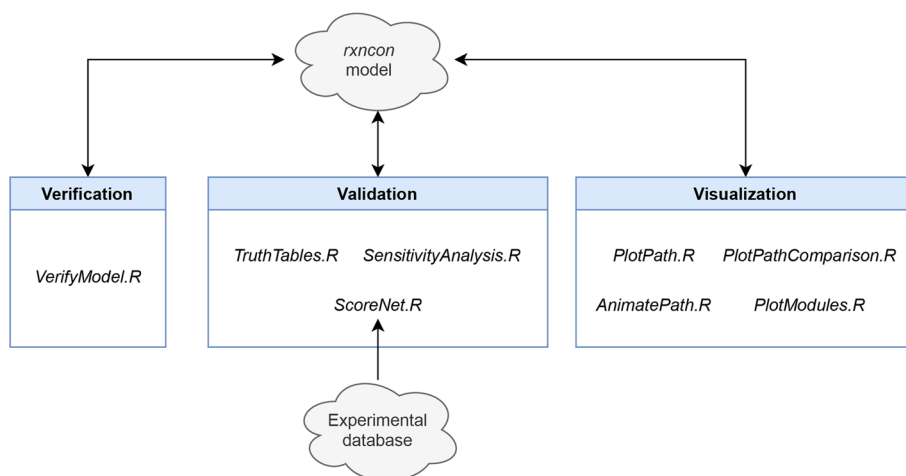 rxncon
model
Verification
Validation
Visualization
VerifyModel.R
TruthTables.R SensitivityAnalysis.R
ScoreNet.R
PlotPath.R PlotPathComparison.R
AnimatePath.R PlotModules.R
Experimental
database